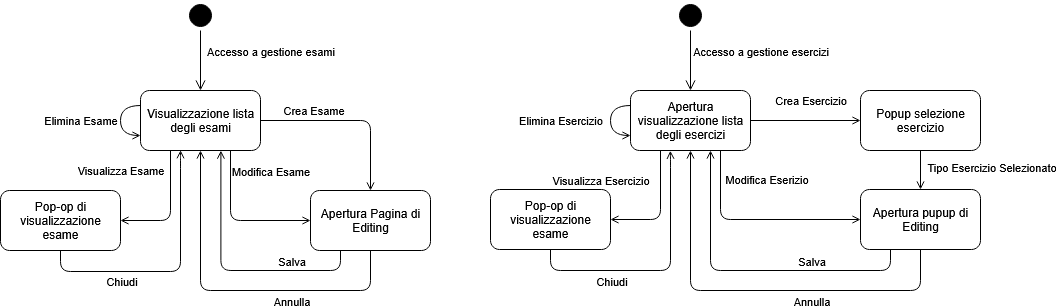 Accesso a gestione esami
Visualizzazione lista
degli esami
Elimina Esame
Crea Esame
Visualizza Esame
Modifica Esame
Pop-op di
visualizzazione
esame
Apertura Pagina di
Editing
Salva
Chiudi
Annulla
Accesso a gestione esercizi
Apertura
visualizzazione lista
degli esercizi
Elimina Esercizio
Crea Esercizio
Popup selezione
esercizio
Tipo Esercizio Selezionato
Visualizza Esercizio
Modifica Eserizio
Pop-op di
visualizzazione
esame
Apertura pupup di
Editing
Salva
Chiudi
Annulla